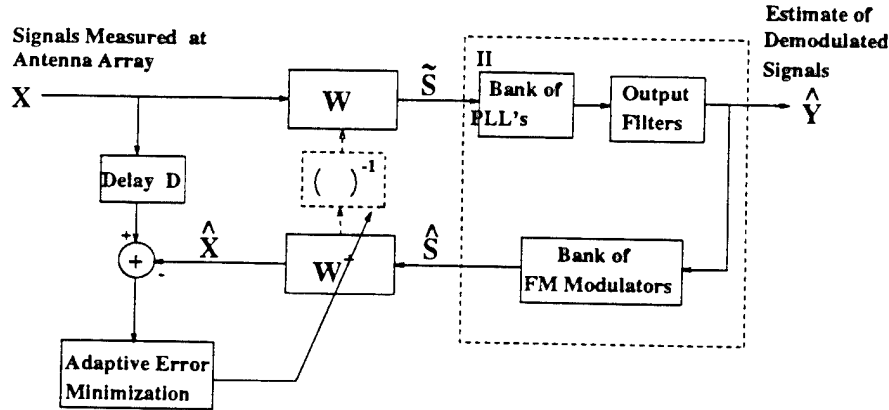 Signals Measured at
Antenna Array
X
W
S̃
II
Bank of
PLL's
Output
Filters
Estimate of
Demodulated
Signals
Ŷ
Delay D
( )⁻¹
+
+
-
X̂
W⁺
Ŝ
Bank of
FM Modulators
Adaptive Error
Minimization